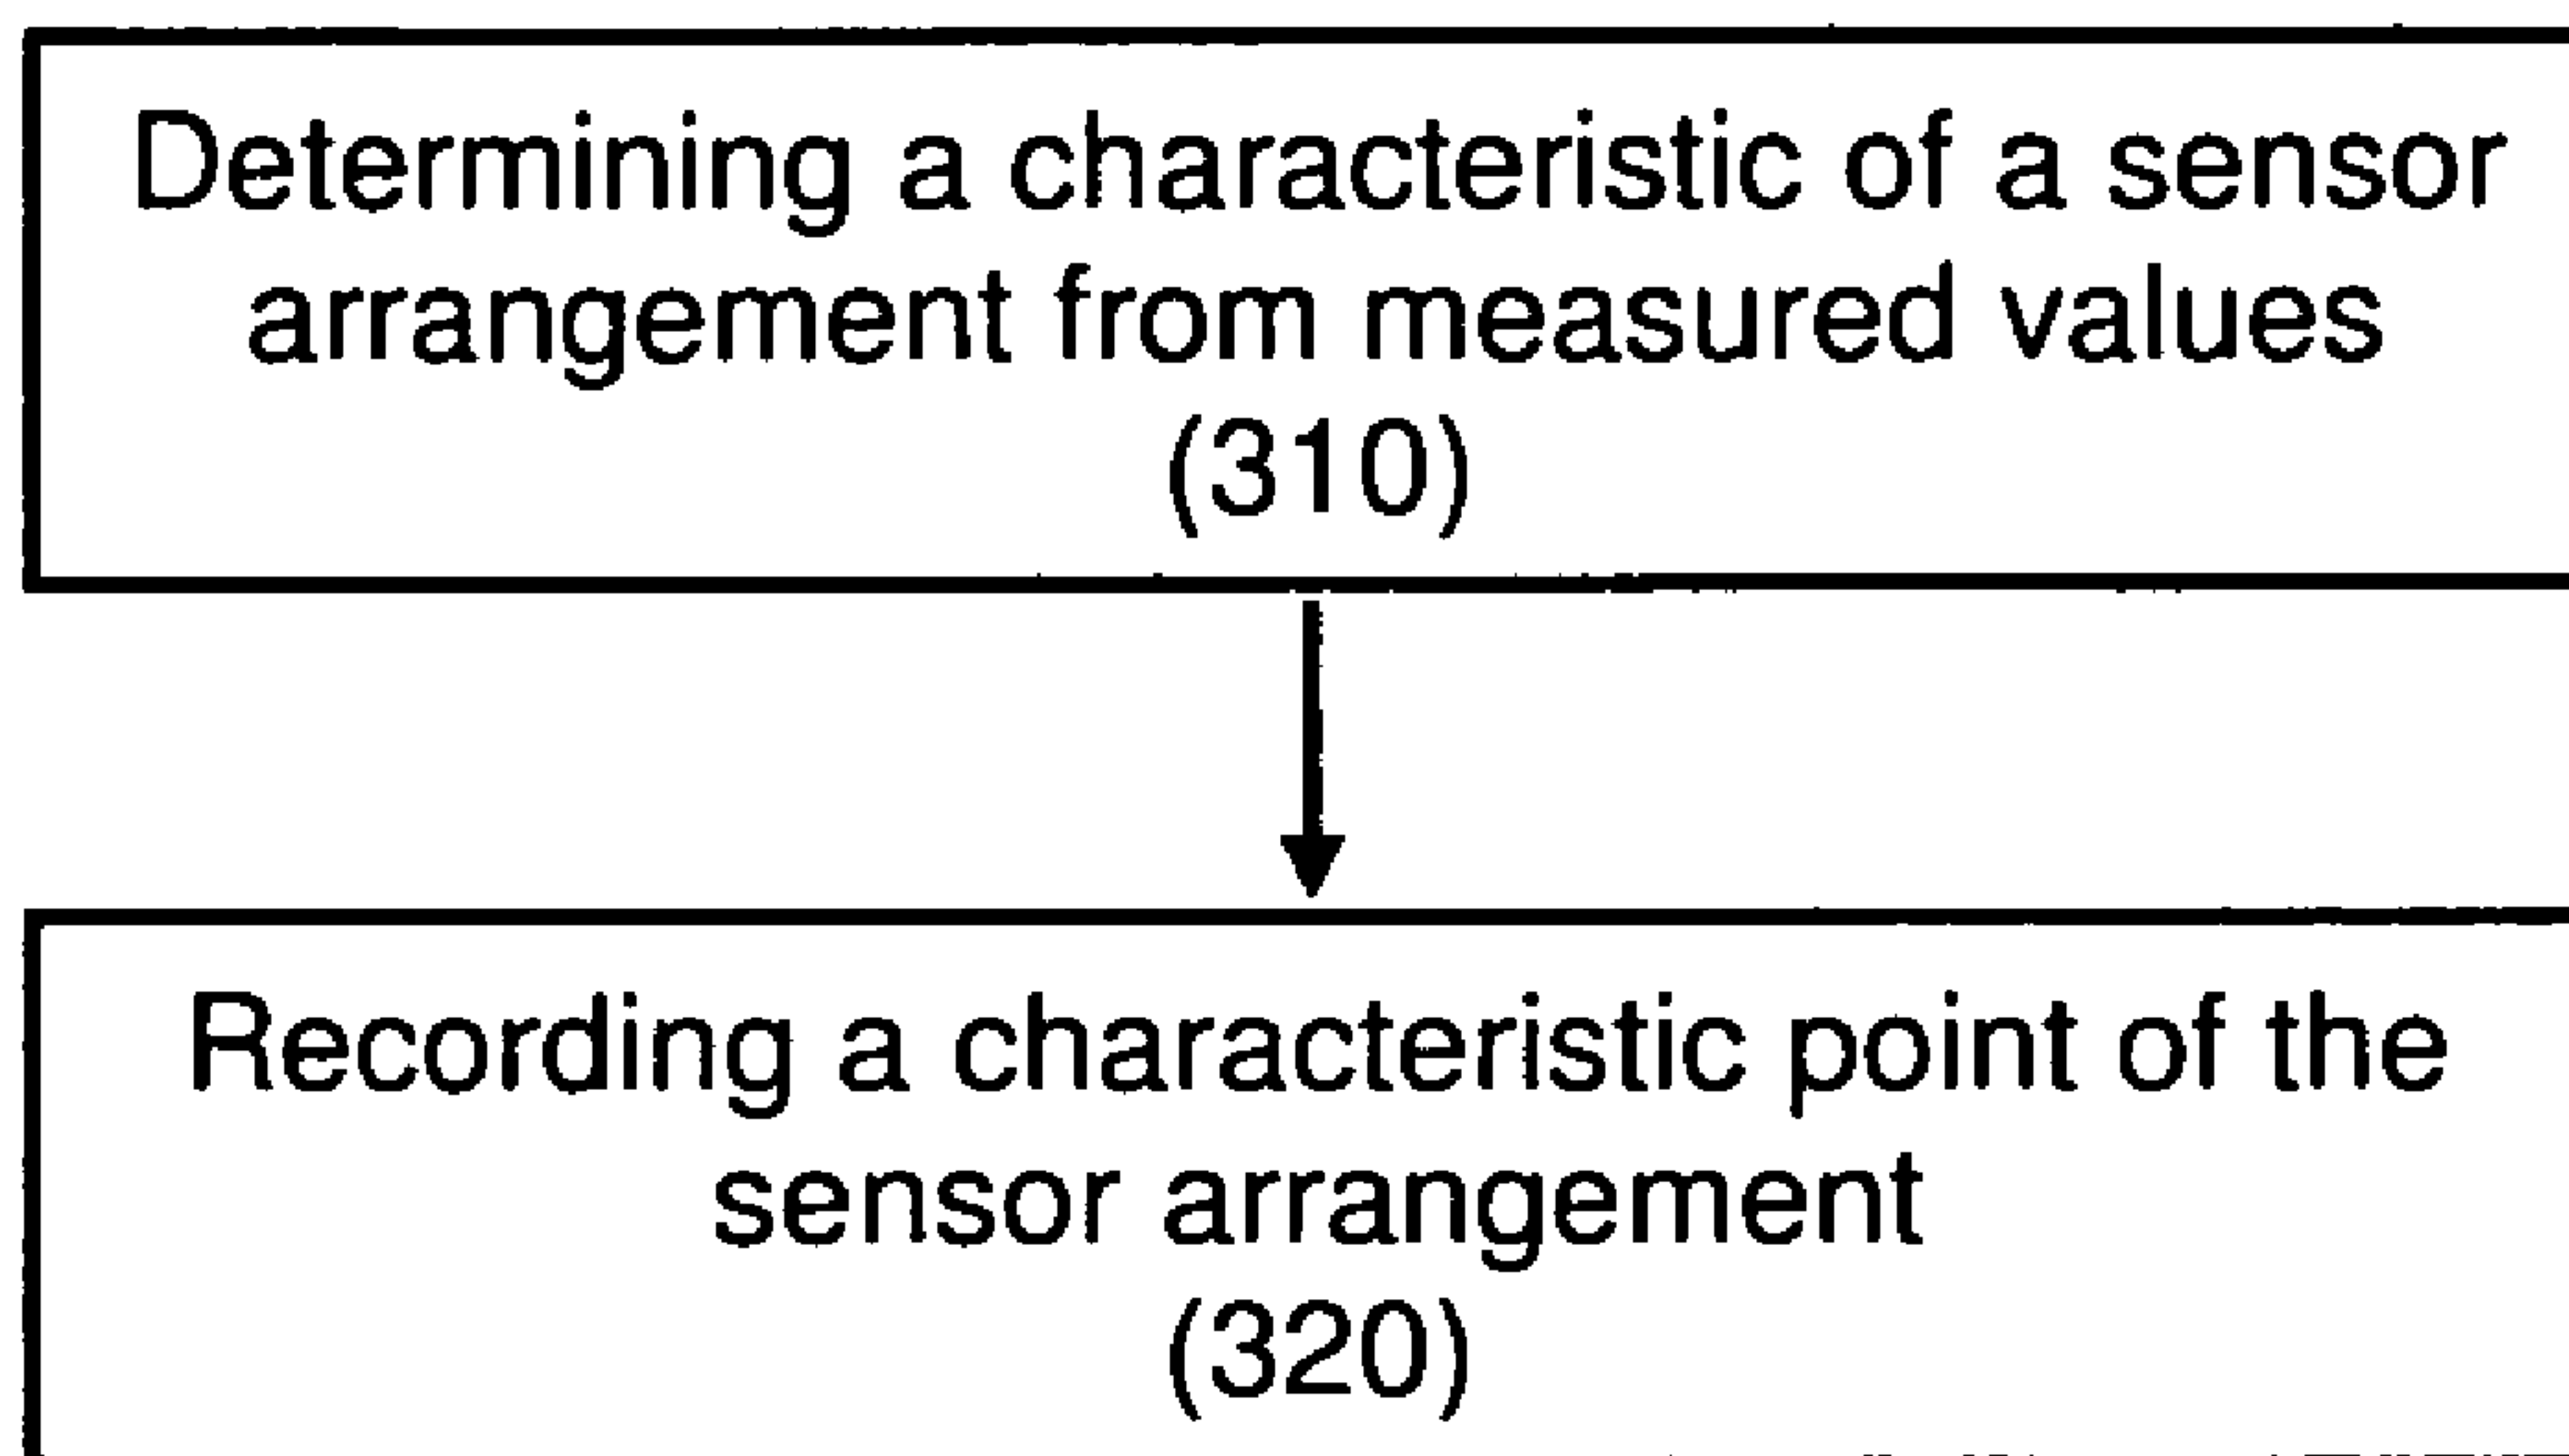 Determining a characteristic of a sensor
arrangement from measured values
(310)
Recording a characteristic point of the
sensor arrangement
(320)